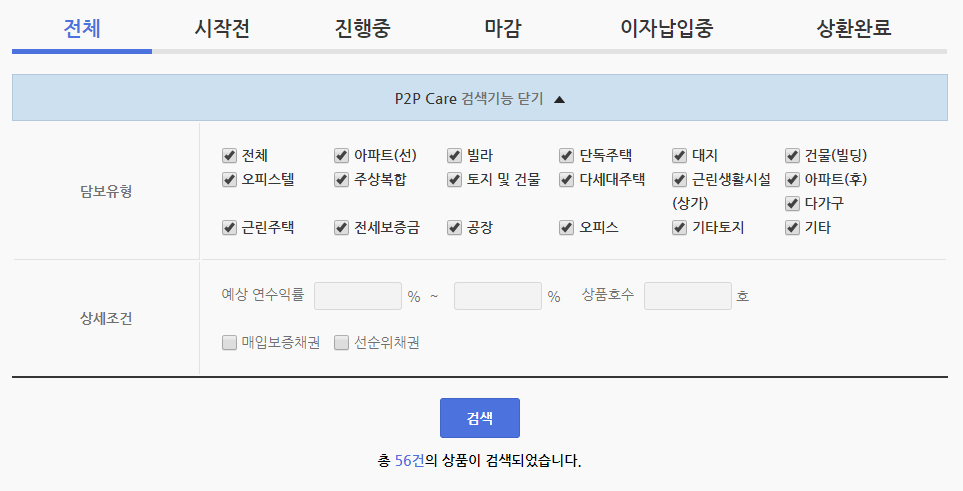 전체 시작전 진행중 마감 이자납입중 상환완료
P2P Care 검색기능 닫기 ▲
담보유형
전체 아파트(선) 빌라 단독주택 대지 건물(빌딩)
오피스텔 주상복합 토지 및 건물 다세대주택 근린생활시설 아파트(후)
(상가) 다가구
근린주택 전세보증금 공장 오피스 기타토지 기타
상세조건
예상 연수익률 % ~ % 상품호수 호
매입보증채권 선순위채권
검색
총 56건의 상품이 검색되었습니다.